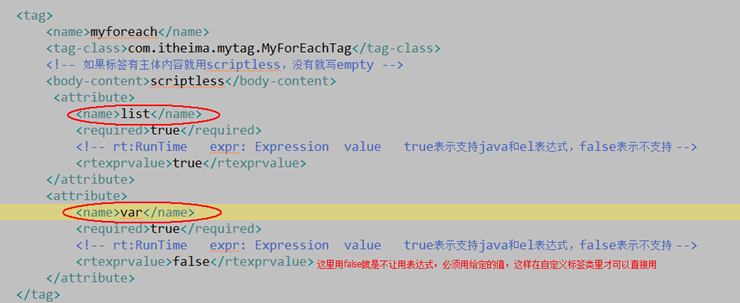 <tag>
<name>myforeach</name>
<tag-class>com.itheima.mytag.MyForEachTag</tag-class>
<!-- 如果标签有主体内容就用scriptless，没有就写empty -->
<body-content>scriptless</body-content>
<attribute>
<name>list</name>
<required>true</required>
<!-- rt:RunTime expr: Expression value true表示支持java和el表达式，false表示不支持 -->
<rtexprvalue>true</rtexprvalue>
</attribute>
<attribute>
<name>var</name>
<required>true</required>
<!-- rt:RunTime expr: Expression value true表示支持java和el表达式，false表示不支持 -->
<rtexprvalue>false</rtexprvalue> 这里用false就是不让用表达式，必须用给定的值，这样在自定义标签类里才可以直接用
</attribute>
</tag>